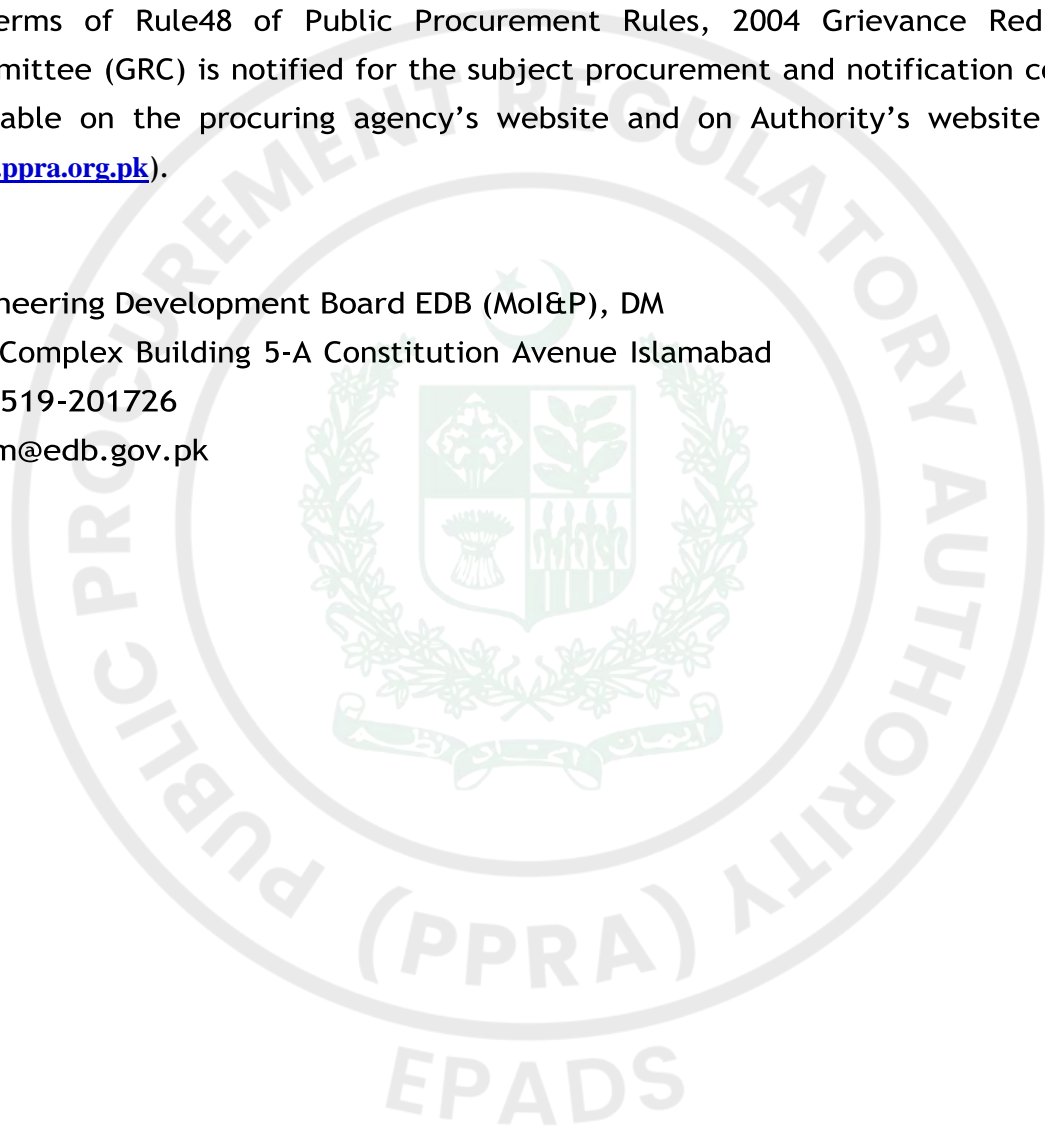 erms of Rule48 of Public Procurement Rules, 2004 Grievance Red
mittee (GRC) is notified for the subject procurement and notification c
able on the procuring agency’s website and on Authority’s website
.ppra.org.pk).
neering Development Board EDB (MoI&P), DM
Complex Building 5-A Constitution Avenue Islamabad
519-201726
m@edb.gov.pk
PUBLIC PROCUREMENT REGULATORY AUTHORITY
(PPRA)
EPADS